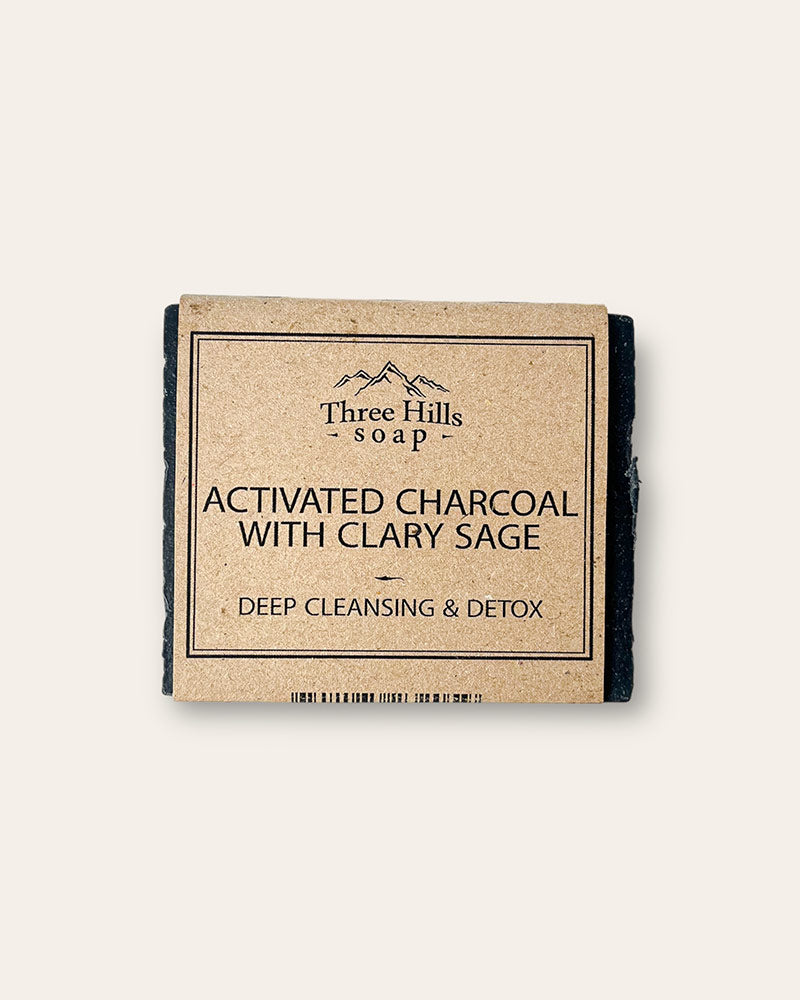 Three Hills
- soap -
ACTIVATED CHARCOAL
WITH CLARY SAGE
DEEP CLEANSING & DETOX